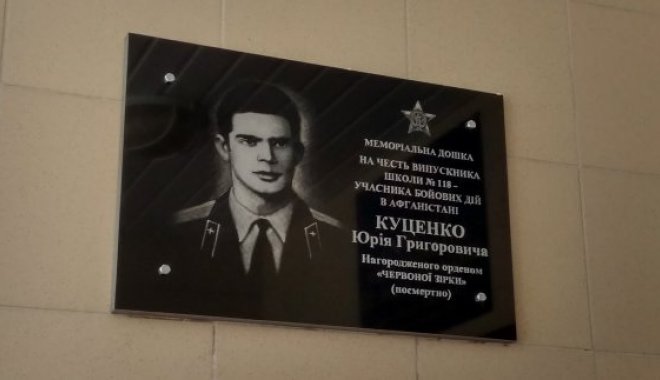 МЕМОРІАЛЬНА ДОШКА
НА ЧЕСТЬ ВИПУСКНИКА
ШКОЛИ № 118 –
УЧАСНИКА БОЙОВИХ ДІЙ
В АФГАНІСТАНІ
КУЦЕНКО
Юрія Григоровича
Нагородженого орденом
«ЧЕРВОНОЇ ЗІРКИ»
(посмертно)